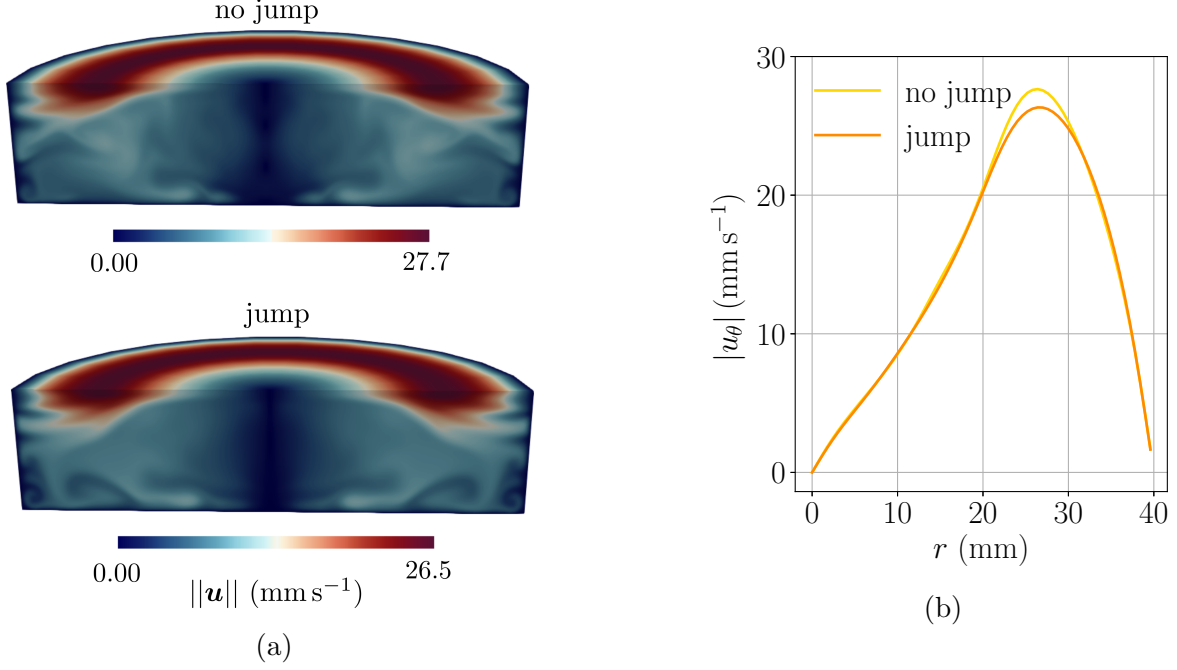 no jump
0.00 27.7
jump
0.00 26.5
||u|| (mm s⁻¹)
(a)
30
20
10
0
|u_θ| (mm s⁻¹)
no jump
jump
0 10 20 30 40
r (mm)
(b)